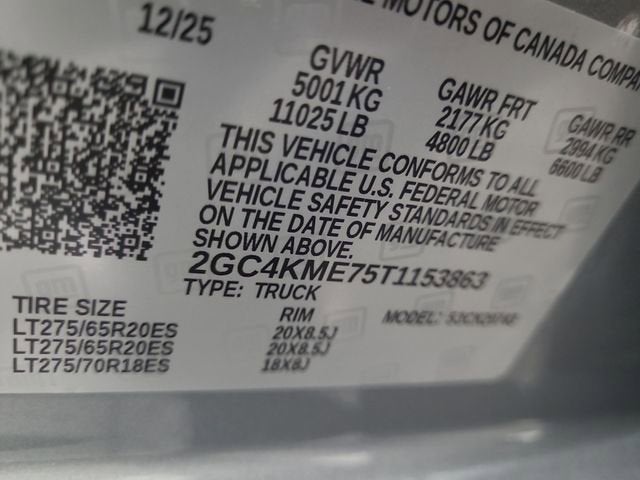 MOTORS OF CANADA COMPA
12/25
GVWR
5001 KG
11025 LB
GAWR FRT
2177 KG
4800 LB
GAWR RR
2994 KG
6600 LB
THIS VEHICLE CONFORMS TO ALL
APPLICABLE U.S. FEDERAL MOTOR
VEHICLE SAFETY STANDARDS IN EFFECT
ON THE DATE OF MANUFACTURE
SHOWN ABOVE.
2GC4KME75T1153863
TYPE: TRUCK
MODEL:
TIRE SIZE RIM
LT275/65R20ES 20X8.5J
LT275/65R20ES 20X8.5J
LT275/70R18ES 18X8J